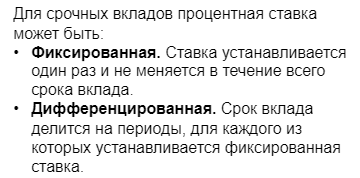 Для срочных вкладов процентная ставка
может быть:
• Фиксированная. Ставка устанавливается
один раз и не меняется в течение всего
срока вклада.
• Дифференцированная. Срок вклада
делится на периоды, для каждого из
которых устанавливается фиксированная
ставка.